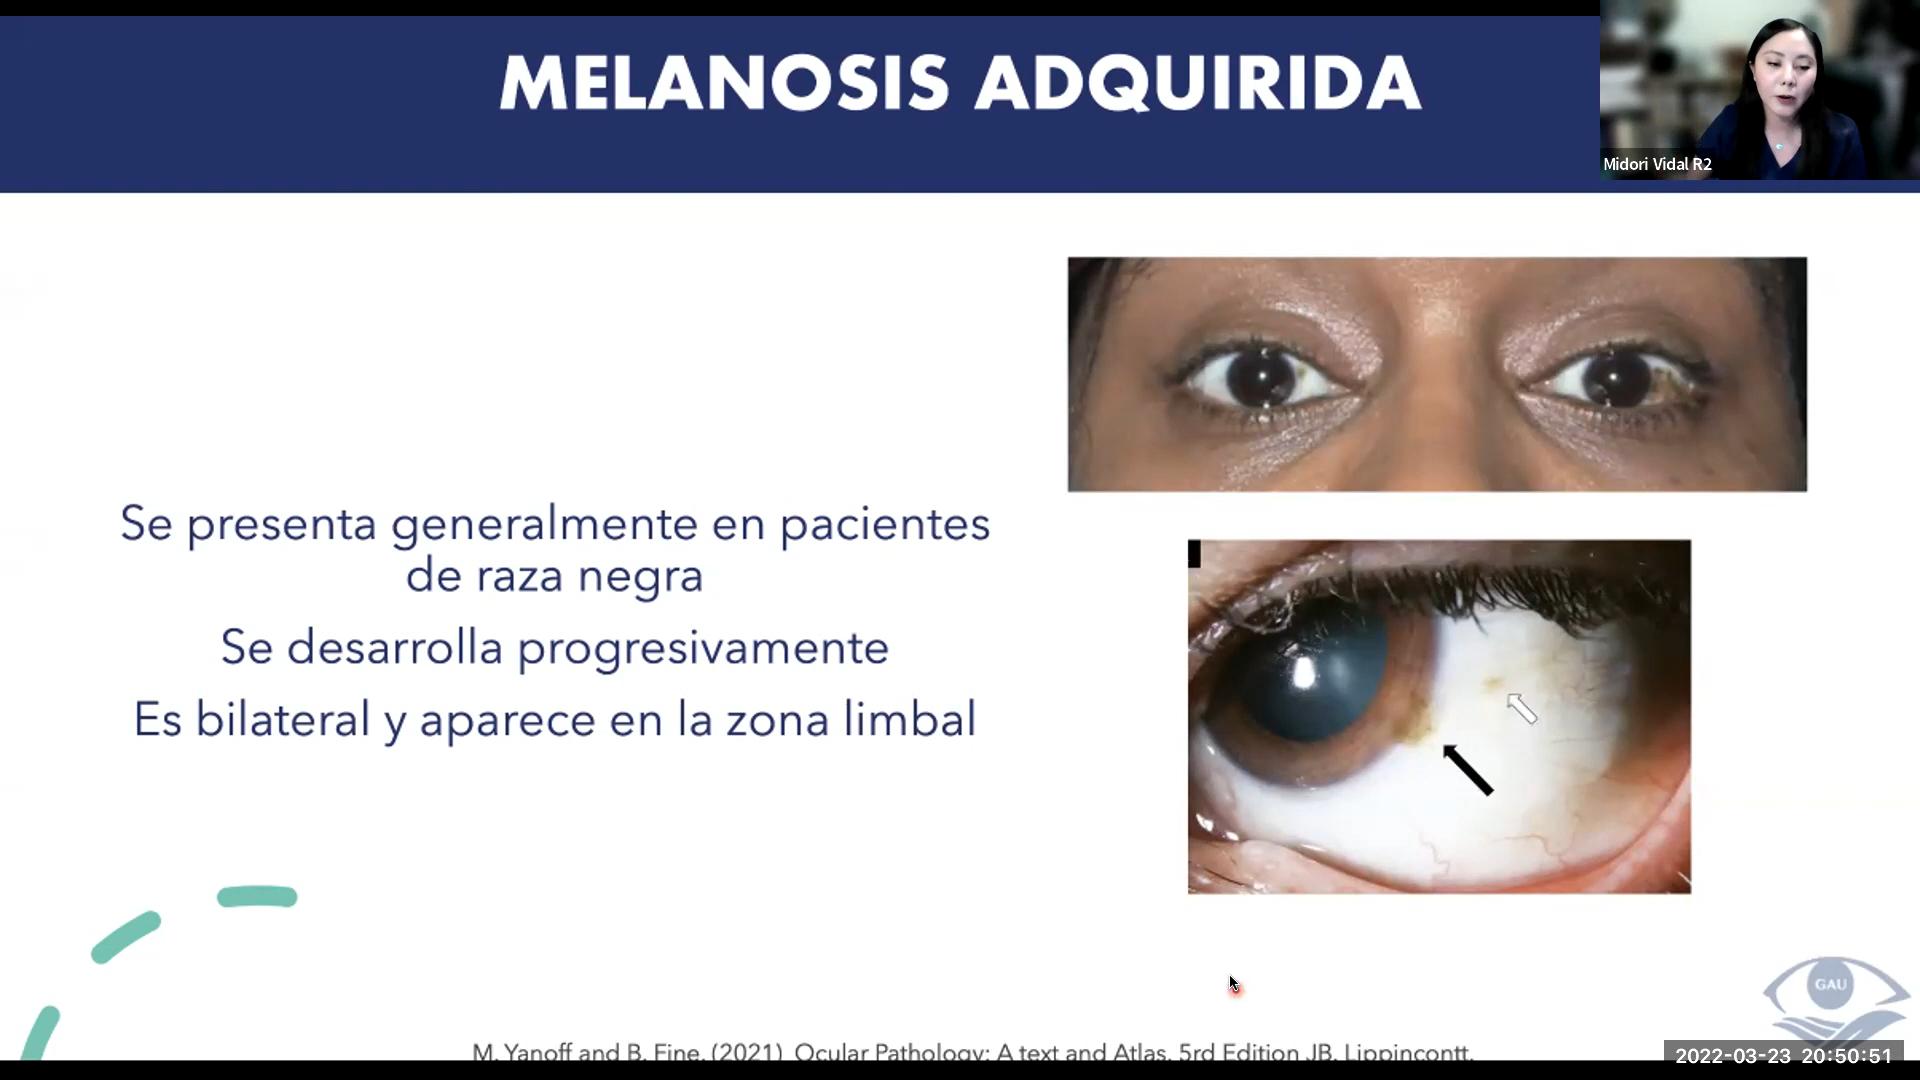 MELANOSIS ADQUIRIDA
Midori Vidal R2
Se presenta generalmente en pacientes
de raza negra
Se desarrolla progresivamente
Es bilateral y aparece en la zona limbal
GAU
M. Yanoff and B. Fine. (2021) Ocular Pathology: A text and Atlas. 5rd Edition JB. Lippincontt.
2022-03-23 20:50:51